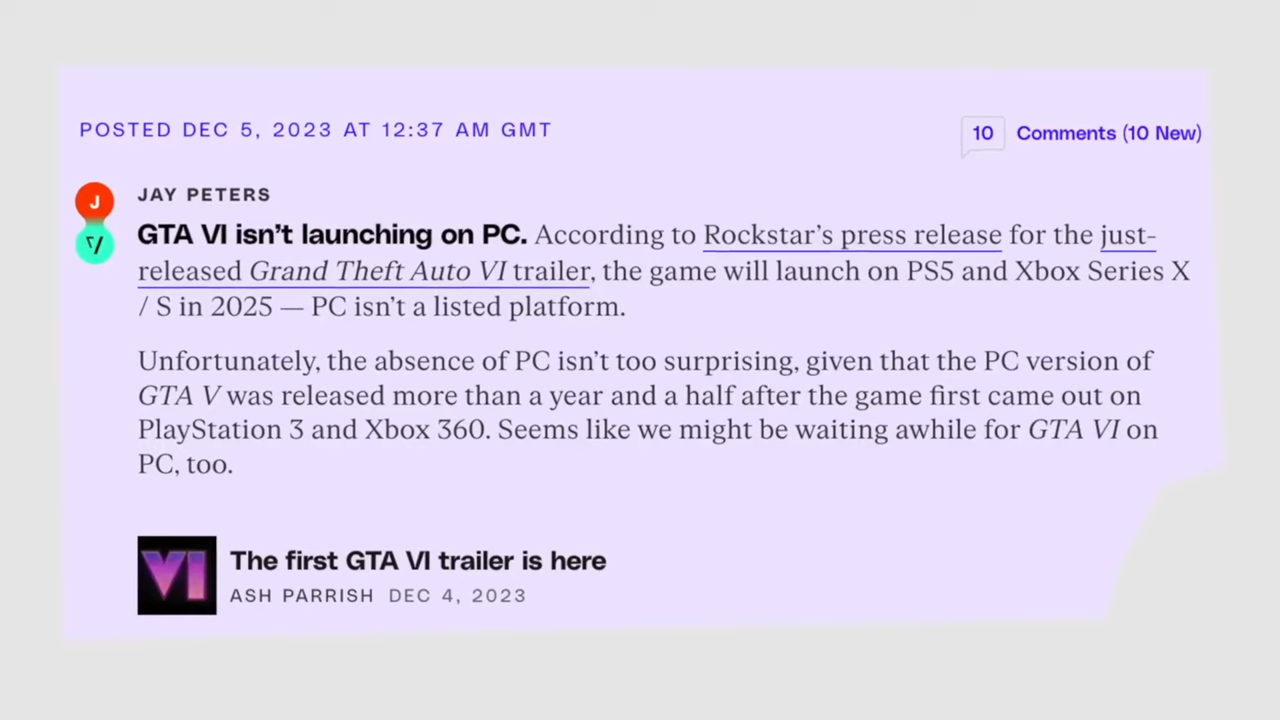 POSTED DEC 5, 2023 AT 12:37 AM GMT
10 Comments (10 New)
J
JAY PETERS
GTA VI isn’t launching on PC. According to Rockstar’s press release for the just-
released Grand Theft Auto VI trailer, the game will launch on PS5 and Xbox Series X
/ S in 2025 — PC isn’t a listed platform.
Unfortunately, the absence of PC isn’t too surprising, given that the PC version of
GTA V was released more than a year and a half after the game first came out on
PlayStation 3 and Xbox 360. Seems like we might be waiting awhile for GTA VI on
PC, too.
VI
The first GTA VI trailer is here
ASH PARRISH DEC 4, 2023